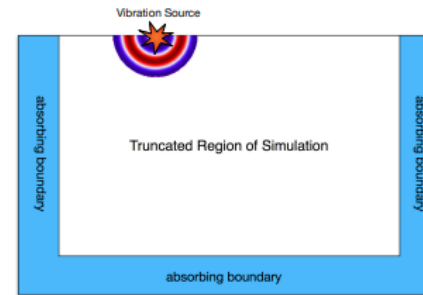 Vibration Source
absorbing boundary
Truncated Region of Simulation
absorbing boundary
absorbing boundary